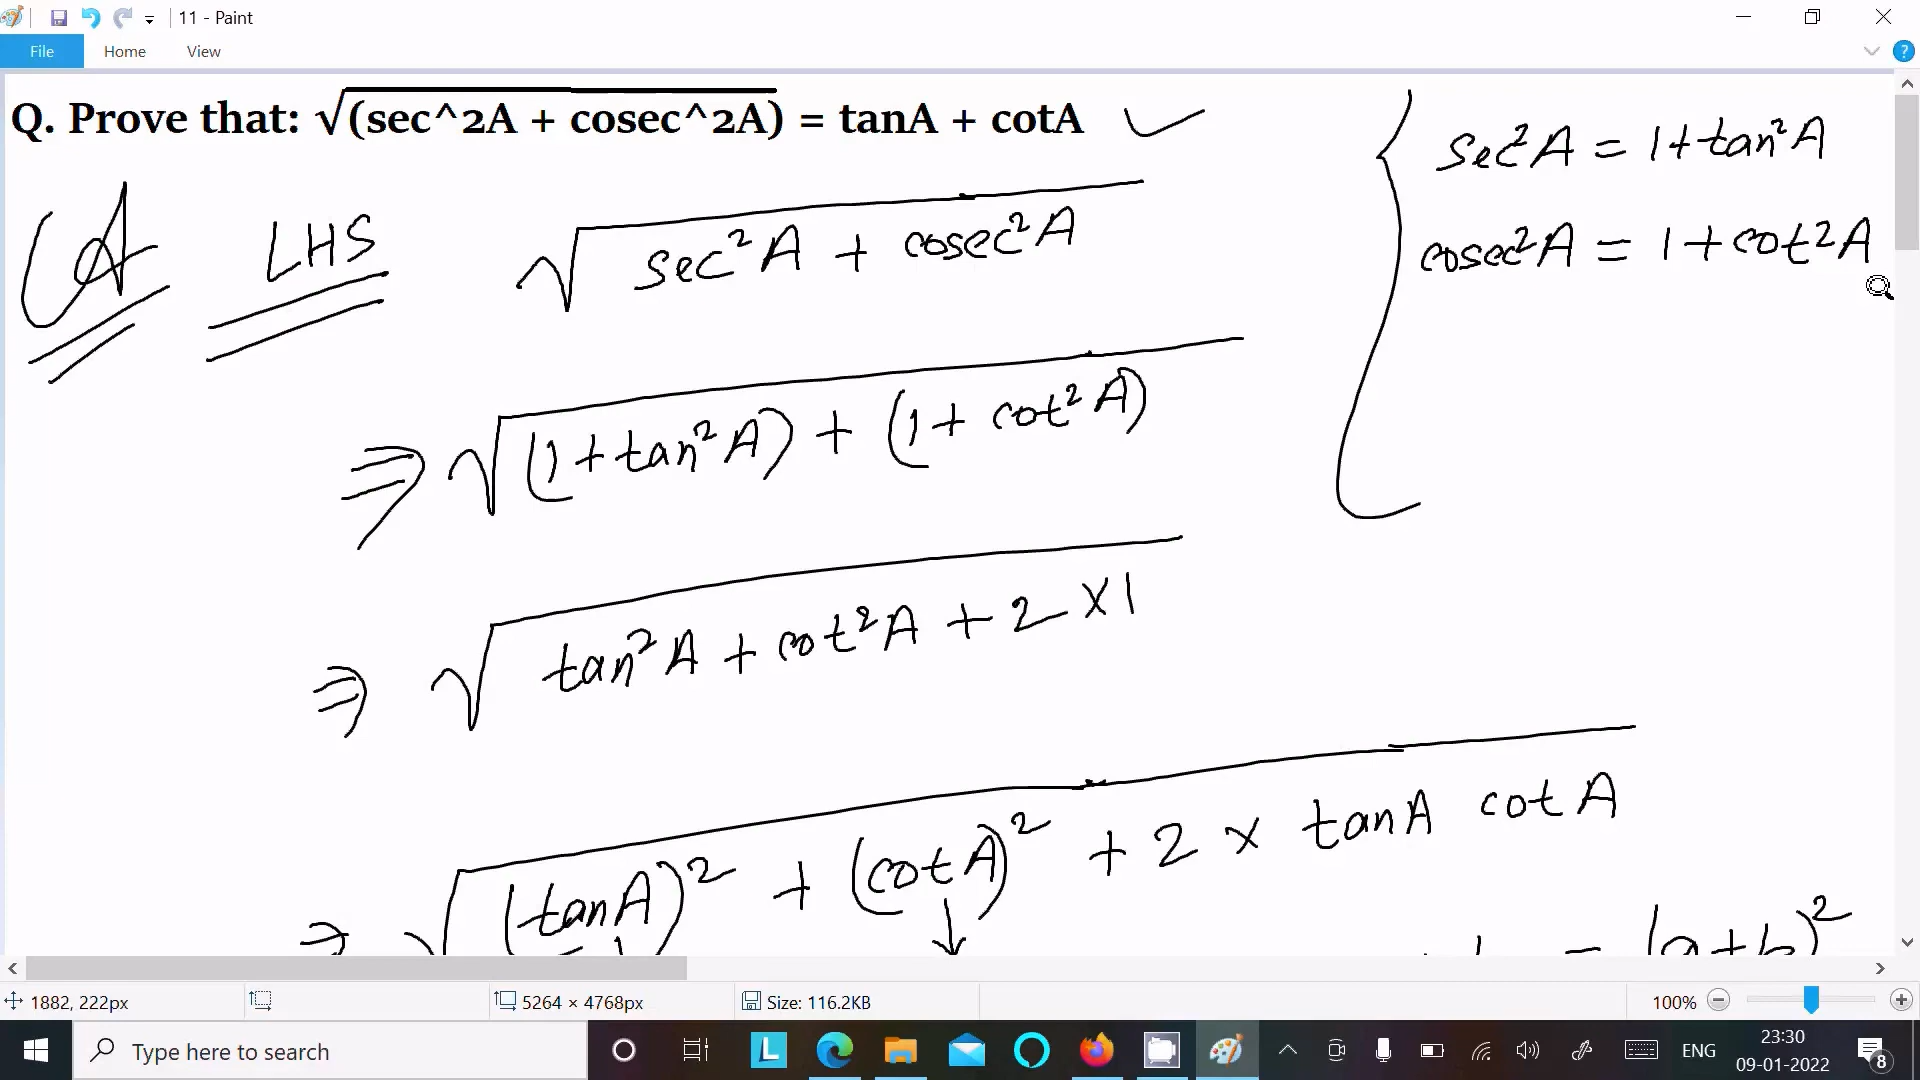 11 - Paint
File Home View
Q. Prove that: √(sec^2A + cosec^2A) = tanA + cotA
sec²A = 1+tan²A
cosec²A = 1+cot²A
A LHS √sec²A + cosec²A
⇒ √(1+tan²A) + (1+cot²A)
⇒ √tan²A + cot²A + 2×1
⇒ √(tanA)² + (cotA)² + 2 × tanA cotA
= (a+b)²
1882, 222px 5264 × 4768px Size: 116.2KB 100%
Type here to search
L
ENG
23:30
09-01-2022
8